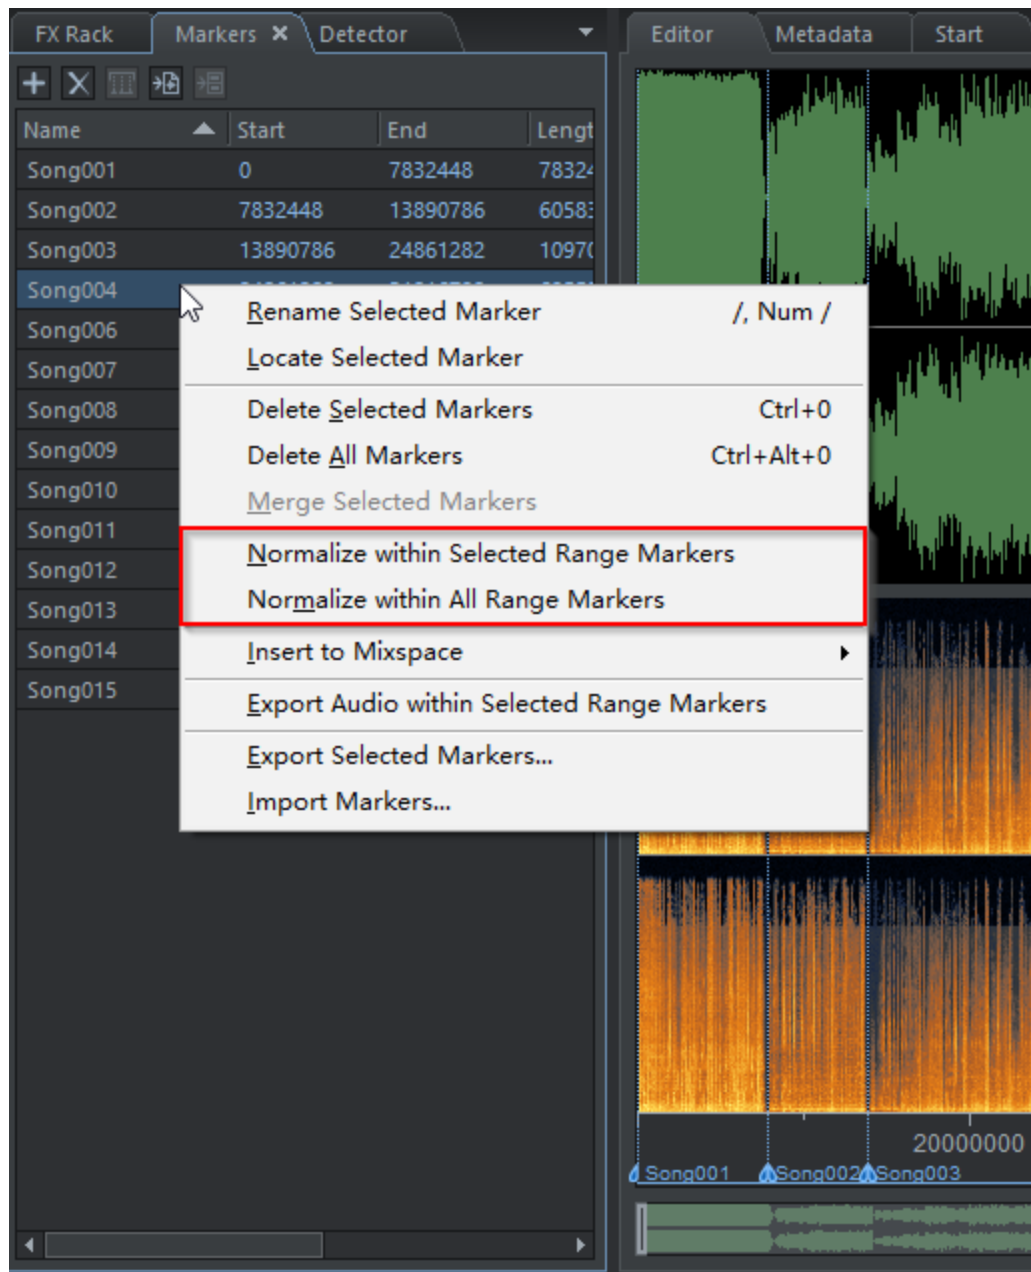 FX Rack Markers Detector Editor Metadata Start
Name Start End Lengt
Song001 0 7832448 78324
Song002 7832448 13890786 6058
Song003 13890786 24861282 10970
Song004
Song006
Song007
Song008
Song009
Song010
Song011
Song012
Song013
Song014
Song015
Rename Selected Marker /, Num /
Locate Selected Marker
Delete Selected Markers Ctrl+0
Delete All Markers Ctrl+Alt+0
Merge Selected Markers
Normalize within Selected Range Markers
Normalize within All Range Markers
Insert to Mixspace
Export Audio within Selected Range Markers
Export Selected Markers...
Import Markers...
20000000
Song001 Song002 Song003